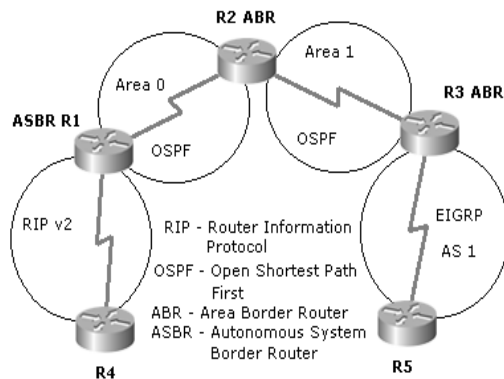 R2 ABR
Area 0
Area 1
R3 ABR
ASBR R1
OSPF
OSPF
RIP v2
EIGRP
AS 1
RIP - Router Information
Protocol
OSPF - Open Shortest Path
First
ABR - Area Border Router
ASBR - Autonomous System
Border Router
R4
R5